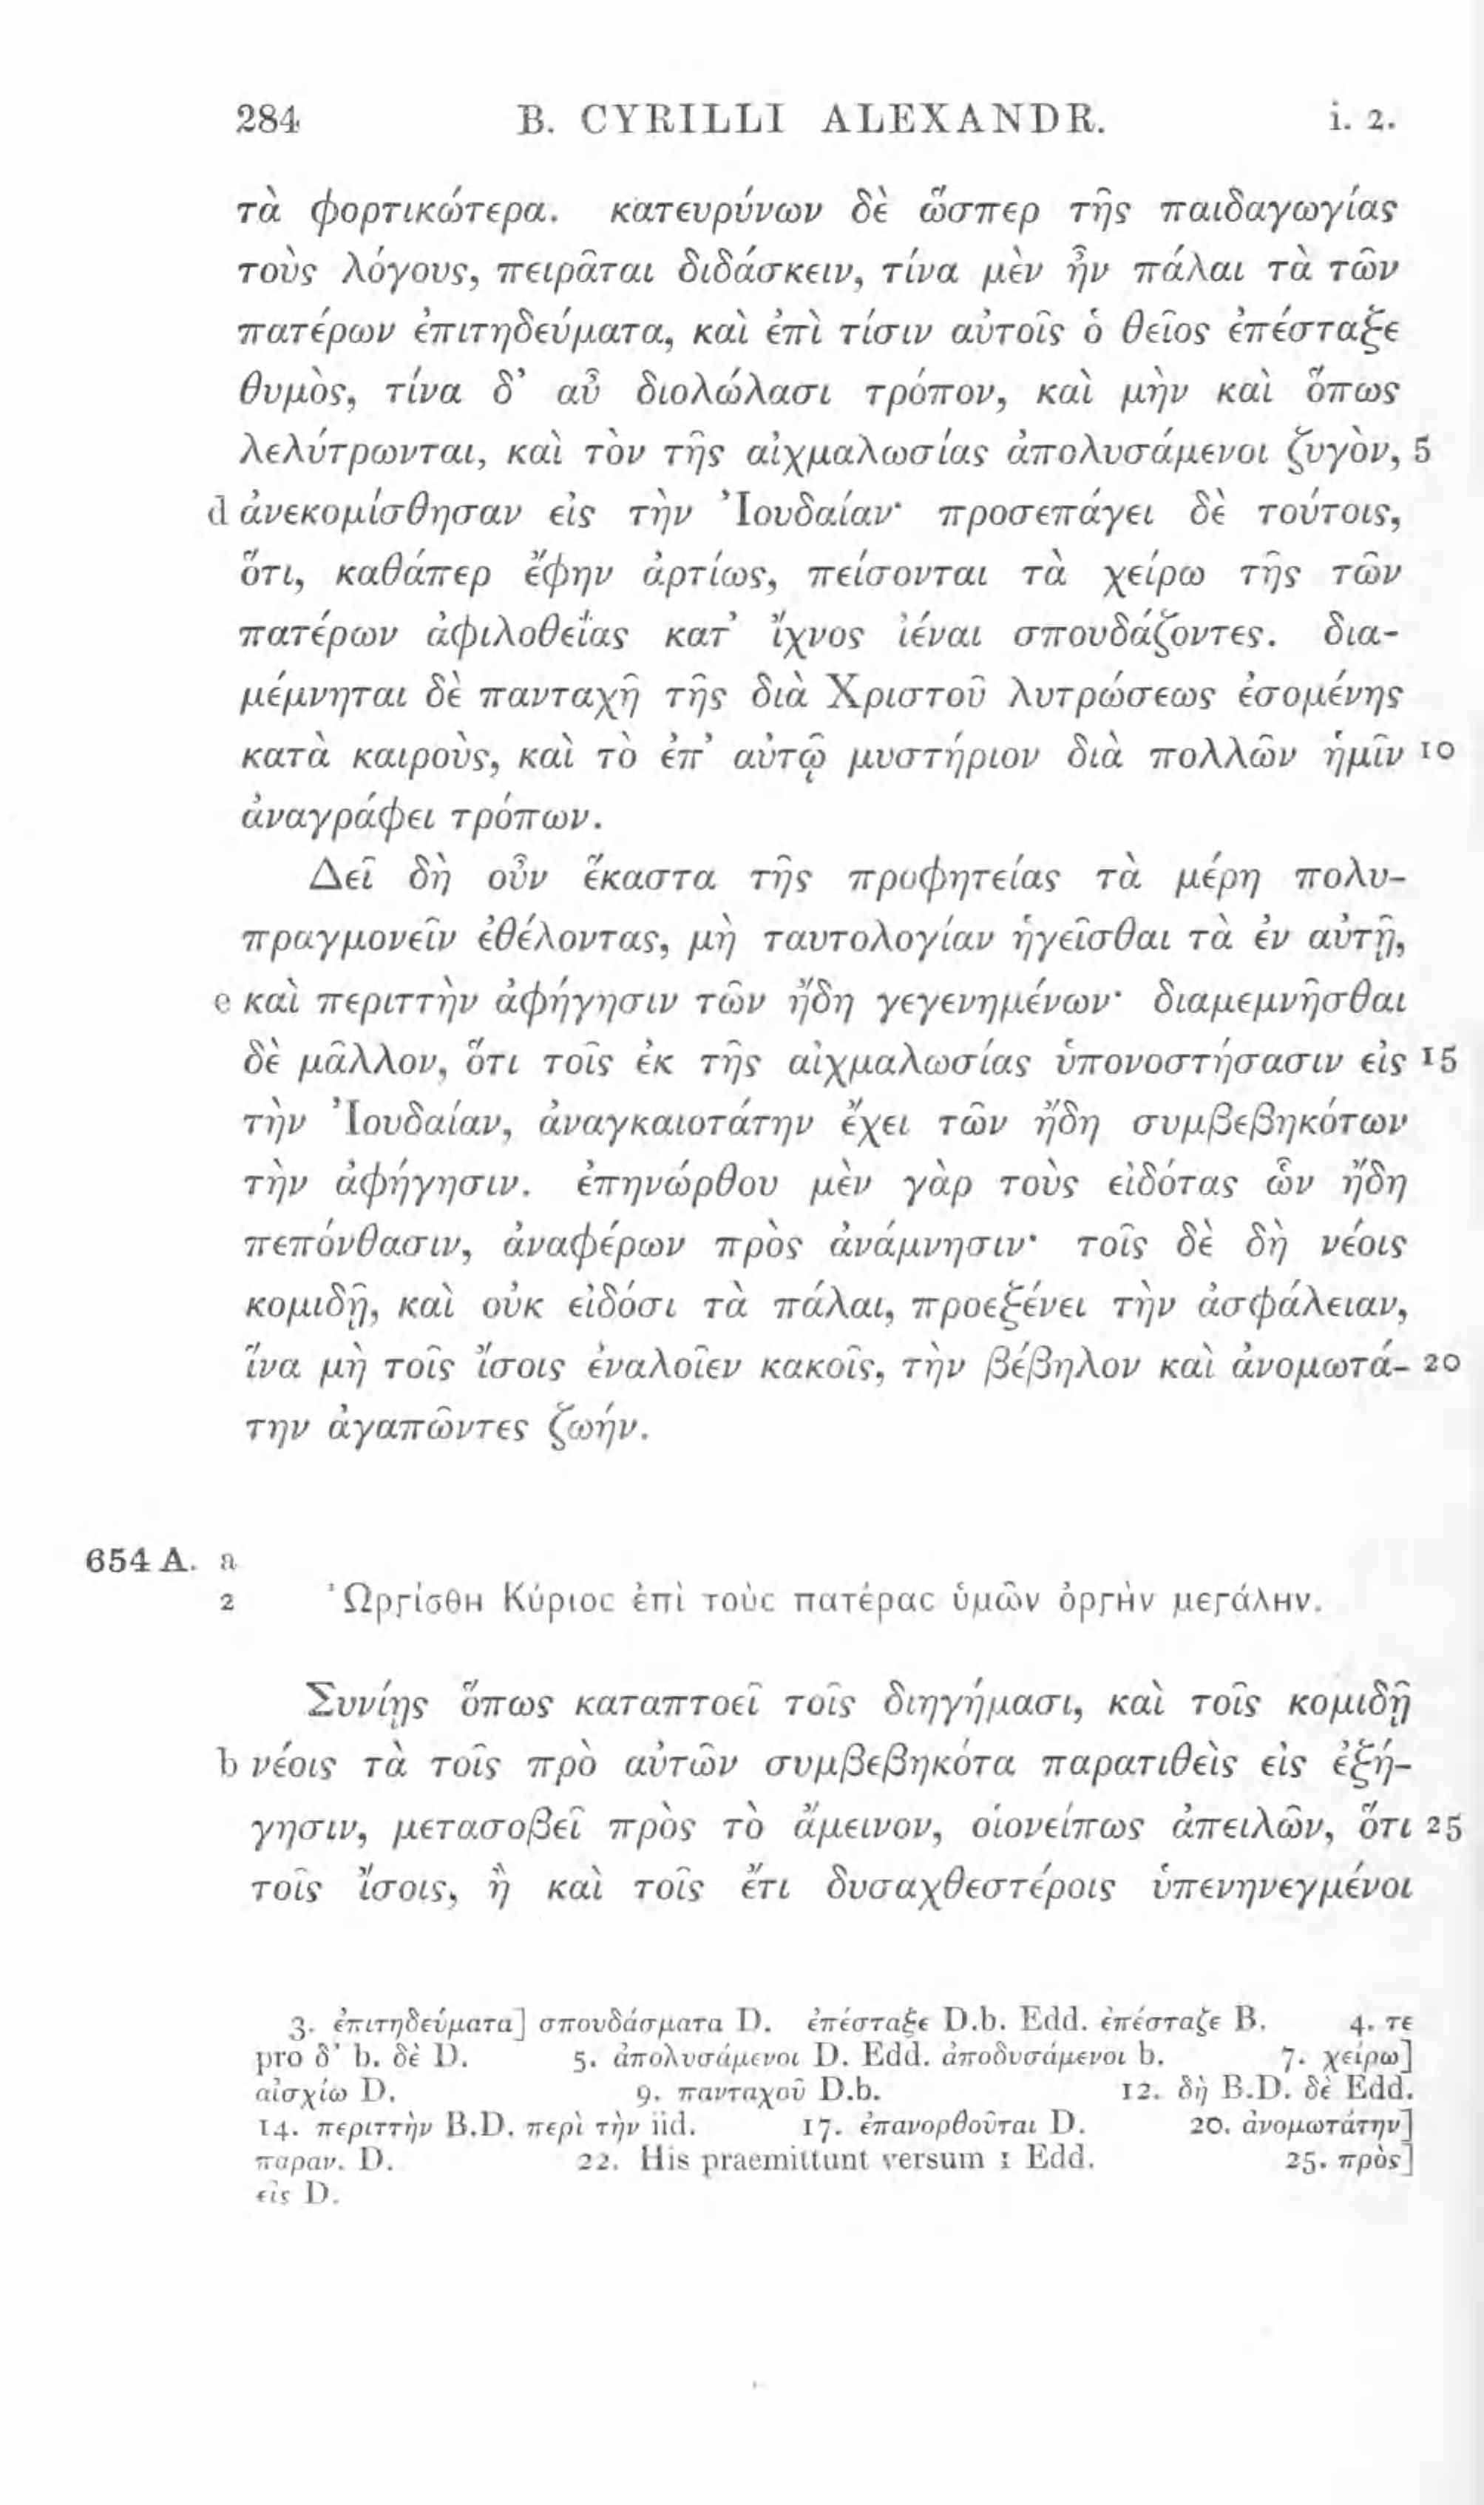 284 B. CYRILLI ALEXANDR. i. 2.
τὰ φορτικώτερα. κατευρύνων δὲ ὥσπερ τῆς παιδαγωγίας
τοὺς λόγους, πειρᾶται διδάσκειν, τίνα μὲν ἦν πάλαι τὰ τῶν
πατέρων ἐπιτηδεύματα, καὶ ἐπὶ τίσιν αὐτοῖς ὁ θεῖος ἐπέσταξε
θυμὸς, τίνα δ’ αὖ διολώλασι τρόπον, καὶ μὴν καὶ ὅπως
λελύτρωνται, καὶ τὸν τῆς αἰχμαλωσίας ἀπολυσάμενοι ζυγὸν, 5
d ἀνεκομίσθησαν εἰς τὴν Ἰουδαίαν· προσεπάγει δὲ τούτοις,
ὅτι, καθάπερ ἔφην ἀρτίως, πείσονται τὰ χείρω τῆς τῶν
πατέρων ἀφιλοθεΐας κατ’ ἴχνος ἰέναι σπουδάζοντες. δια-
μέμνηται δὲ πανταχῆ τῆς διὰ Χριστοῦ λυτρώσεως ἐσομένης
κατὰ καιροὺς, καὶ τὸ ἐπ’ αὐτῷ μυστήριον διὰ πολλῶν ἡμῖν 10
ἀναγράφει τρόπων.
Δεῖ δὴ οὖν ἕκαστα τῆς προφητείας τὰ μέρη πολυ-
πραγμονεῖν ἐθέλοντας, μὴ ταυτολογίαν ἡγεῖσθαι τὰ ἐν αὐτῇ,
e καὶ περιττὴν ἀφήγησιν τῶν ἤδη γεγενημένων· διαμεμνῆσθαι
δὲ μᾶλλον, ὅτι τοῖς ἐκ τῆς αἰχμαλωσίας ὑπονοστήσασιν εἰς 15
τὴν Ἰουδαίαν, ἀναγκαιοτάτην ἔχει τῶν ἤδη συμβεβηκότων
τὴν ἀφήγησιν. ἐπηνώρθου μὲν γὰρ τοὺς εἰδότας ὧν ἤδη
πεπόνθασιν, ἀναφέρων πρὸς ἀνάμνησιν· τοῖς δὲ δὴ νέοις
κομιδῇ, καὶ οὐκ εἰδόσι τὰ πάλαι, προεξένει τὴν ἀσφάλειαν,
ἵνα μὴ τοῖς ἴσοις ἐναλοῖεν κακοῖς, τὴν βέβηλον καὶ ἀνομωτά- 20
την ἀγαπῶντες ζωήν.
654 A. a
2 Ὠργίσθη Κύριος ἐπὶ τοὺς πατέρας ὑμῶν ὀργὴν μεγάλην.
Συνίῃς ὅπως καταπτοεῖ τοῖς διηγήμασι, καὶ τοῖς κομιδῇ
b νέοις τὰ τοῖς πρὸ αὐτῶν συμβεβηκότα παρατιθεὶς εἰς ἐξή-
γησιν, μετασοβεῖ πρὸς τὸ ἄμεινον, οἱονείπως ἀπειλῶν, ὅτι 25
τοῖς ἴσοις, ἢ καὶ τοῖς ἔτι δυσαχθεστέροις ὑπενηνεγμένοι
3. ἐπιτηδεύματα] σπουδάσματα D. ἐπέσταξε D.b. Edd. ἐπέσταζε B. 4. τε
pro δ’ b. δὲ D. 5. ἀπολυσάμενοι D. Edd. ἀποδυσάμενοι b. 7. χείρω]
αἰσχίω D. 9. πανταχοῦ D.b. 12. δὴ B.D. δὲ Edd.
14. περιττὴν B.D. περὶ τὴν iid. 17. ἐπανορθοῦται D. 20. ἀνομωτάτην]
παραν. D. 22. His praemittunt versum 1 Edd. 25. πρὸς]
εἰς D.